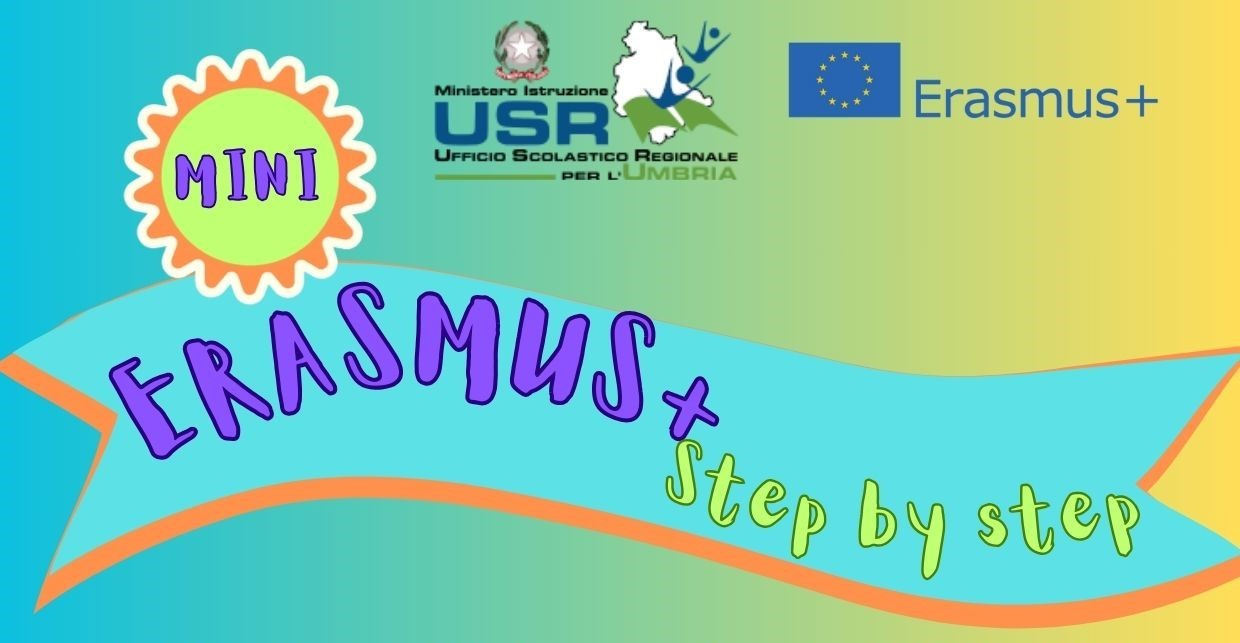 MINI
Ministero Istruzione
USR
UFFICIO SCOLASTICO REGIONALE
PER L'UMBRIA
Erasmus+
ERASMUS+
Step by step